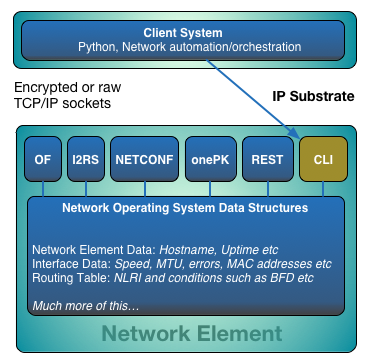 Client System
Python, Network automation/orchestration
Encrypted or raw
TCP/IP sockets
IP Substrate
OF
I2RS
NETCONF
onePK
REST
CLI
Network Operating System Data Structures
Network Element Data: Hostname, Uptime etc
Interface Data: Speed, MTU, errors, MAC addresses etc
Routing Table: NLRI and conditions such as BFD etc
Much more of this…
Network Element